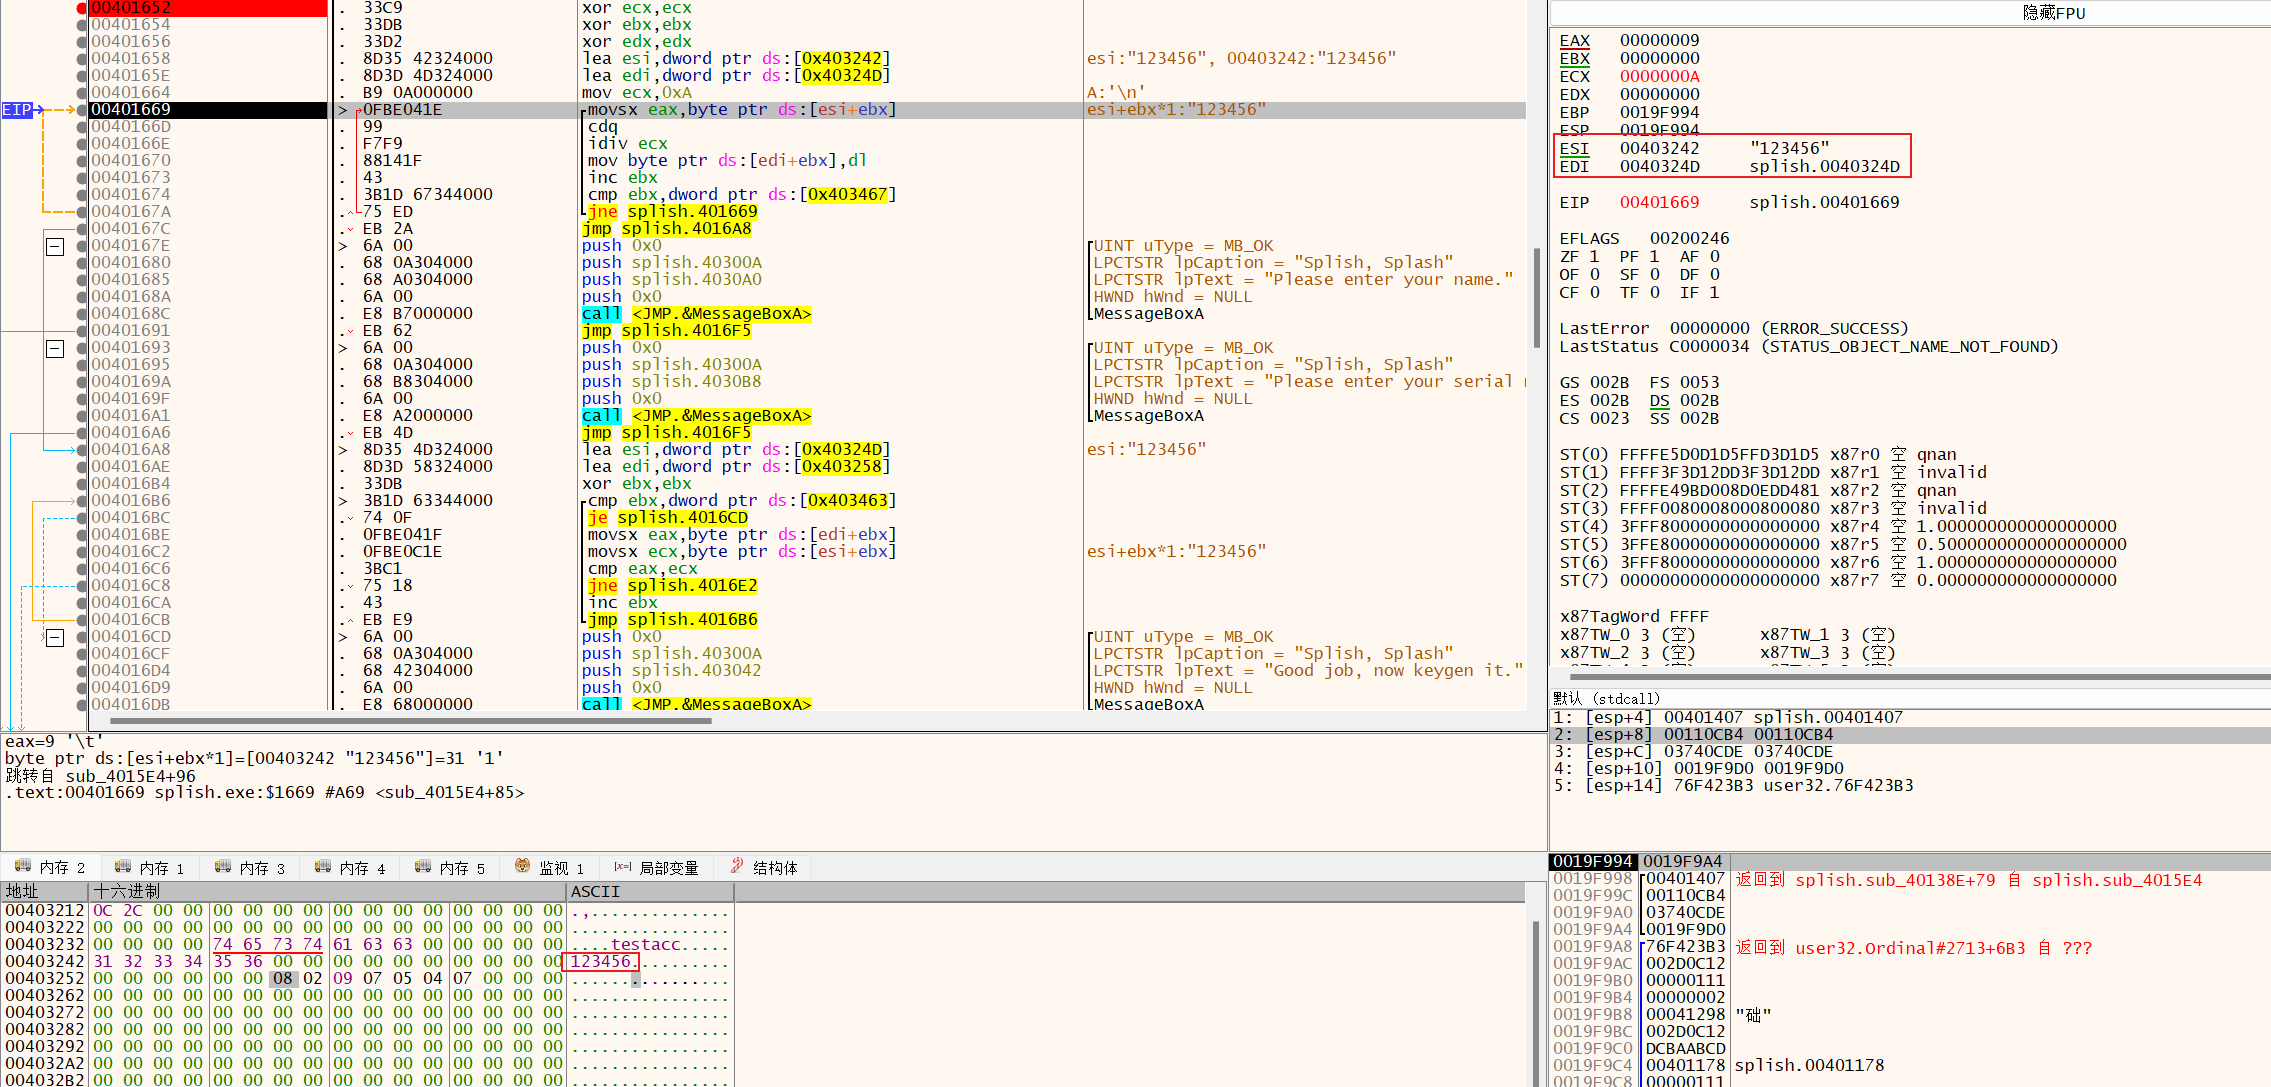 00401652 . 33C9 xor ecx,ecx
00401654 . 33DB xor ebx,ebx
00401656 . 33D2 xor edx,edx
00401658 . 8D35 42324000 lea esi,dword ptr ds:[0x403242] esi:"123456", 00403242:"123456"
0040165E . 8D3D 4D324000 lea edi,dword ptr ds:[0x40324D]
00401664 . B9 0A000000 mov ecx,0xA A:'\n'
EIP 00401669 > 0FBE041E movsx eax,byte ptr ds:[esi+ebx] esi+ebx*1:"123456"
0040166D . 99 cdq
0040166E . F7F9 idiv ecx
00401670 . 88141F mov byte ptr ds:[edi+ebx],dl
00401673 . 43 inc ebx
00401674 . 3B1D 67344000 cmp ebx,dword ptr ds:[0x403467]
0040167A . 75 ED jne splish.401669
0040167C . EB 2A jmp splish.4016A8
0040167E > 6A 00 push 0x0 UINT uType = MB_OK
00401680 . 68 0A304000 push splish.40300A LPCTSTR lpCaption = "Splish, Splash"
00401685 . 68 A0304000 push splish.4030A0 LPCTSTR lpText = "Please enter your name."
0040168A . 6A 00 push 0x0 HWND hWnd = NULL
0040168C . E8 B7000000 call <JMP.&MessageBoxA> MessageBoxA
00401691 . EB 62 jmp splish.4016F5
00401693 > 6A 00 push 0x0 UINT uType = MB_OK
00401695 . 68 0A304000 push splish.40300A LPCTSTR lpCaption = "Splish, Splash"
0040169A . 68 B8304000 push splish.4030B8 LPCTSTR lpText = "Please enter your serial
0040169F . 6A 00 push 0x0 HWND hWnd = NULL
004016A1 . E8 A2000000 call <JMP.&MessageBoxA> MessageBoxA
004016A6 . EB 4D jmp splish.4016F5
004016A8 > 8D35 4D324000 lea esi,dword ptr ds:[0x40324D] esi:"123456"
004016AE . 8D3D 58324000 lea edi,dword ptr ds:[0x403258]
004016B4 . 33DB xor ebx,ebx
004016B6 > 3B1D 63344000 cmp ebx,dword ptr ds:[0x403463]
004016BC . 74 0F je splish.4016CD
004016BE . 0FBE041F movsx eax,byte ptr ds:[edi+ebx]
004016C2 . 0FBE0C1E movsx ecx,byte ptr ds:[esi+ebx] esi+ebx*1:"123456"
004016C6 . 3BC1 cmp eax,ecx
004016C8 . 75 18 jne splish.4016E2
004016CA . 43 inc ebx
004016CB . EB E9 jmp splish.4016B6
004016CD > 6A 00 push 0x0 UINT uType = MB_OK
004016CF . 68 0A304000 push splish.40300A LPCTSTR lpCaption = "Splish, Splash"
004016D4 . 68 42304000 push splish.403042 LPCTSTR lpText = "Good job, now keygen it."
004016D9 . 6A 00 push 0x0 HWND hWnd = NULL
004016DB . E8 68000000 call <JMP.&MessageBoxA> MessageBoxA
eax=9 '\t'
byte ptr ds:[esi+ebx*1]=[00403242 "123456"]=31 '1'
跳转自 sub_4015E4+96
.text:00401669 splish.exe:$1669 #A69 <sub_4015E4+85>
隐藏FPU
EAX 00000009
EBX 00000000
ECX 0000000A
EDX 00000000
EBP 0019F994
ESP 0019F994
ESI 00403242 "123456"
EDI 0040324D splish.0040324D
EIP 00401669 splish.00401669
EFLAGS 00200246
ZF 1 PF 1 AF 0
OF 0 SF 0 DF 0
CF 0 TF 0 IF 1
LastError 00000000 (ERROR_SUCCESS)
LastStatus C0000034 (STATUS_OBJECT_NAME_NOT_FOUND)
GS 002B FS 0053
ES 002B DS 002B
CS 0023 SS 002B
ST(0) FFFFE5D0D1D5FFD3D1D5 x87r0 空 qnan
ST(1) FFFF3F3D12DD3F3D12DD x87r1 空 invalid
ST(2) FFFFE49BD008D0EDD481 x87r2 空 qnan
ST(3) FFFF0080008000800080 x87r3 空 invalid
ST(4) 3FFF8000000000000000 x87r4 空 1.000000000000000000
ST(5) 3FFE8000000000000000 x87r5 空 0.5000000000000000000
ST(6) 3FFF8000000000000000 x87r6 空 1.000000000000000000
ST(7) 00000000000000000000 x87r7 空 0.000000000000000000
x87TagWord FFFF
x87TW_0 3 (空) x87TW_1 3 (空)
x87TW_2 3 (空) x87TW_3 3 (空)
默认 (stdcall)
1: [esp+4] 00401407 splish.00401407
2: [esp+8] 00110CB4 00110CB4
3: [esp+C] 03740CDE 03740CDE
4: [esp+10] 0019F9D0 0019F9D0
5: [esp+14] 76F423B3 user32.76F423B3
内存 2 内存 1 内存 3 内存 4 内存 5 监视 1 [x=] 局部变量 结构体
地址 十六进制 ASCII
00403212 0C 2C 00 00 00 00 00 00 00 00 00 00 00 00 00 00 .,..............
00403222 00 00 00 00 00 00 00 00 00 00 00 00 00 00 00 00 ................
00403232 00 00 00 00 74 65 73 74 61 63 63 00 00 00 00 00 ....testacc.....
00403242 31 32 33 34 35 36 00 00 00 00 00 00 00 00 00 00 123456..........
00403252 00 00 00 00 00 00 08 02 09 07 05 04 07 00 00 00 ................
00403262 00 00 00 00 00 00 00 00 00 00 00 00 00 00 00 00 ................
00403272 00 00 00 00 00 00 00 00 00 00 00 00 00 00 00 00 ................
00403282 00 00 00 00 00 00 00 00 00 00 00 00 00 00 00 00 ................
00403292 00 00 00 00 00 00 00 00 00 00 00 00 00 00 00 00 ................
004032A2 00 00 00 00 00 00 00 00 00 00 00 00 00 00 00 00 ................
004032B2 00 00 00 00 00 00 00 00 00 00 00 00 00 00 00 00 ................
0019F994 0019F9A4
0019F998 00401407 返回到 splish.sub_40138E+79 自 splish.sub_4015E4
0019F99C 00110CB4
0019F9A0 03740CDE
0019F9A4 0019F9D0
0019F9A8 76F423B3 返回到 user32.Ordinal#2713+6B3 自 ???
0019F9AC 002D0C12
0019F9B0 00000111
0019F9B4 00000002
0019F9B8 00041298 "础"
0019F9BC 002D0C12
0019F9C0 DCBAABCD
0019F9C4 00401178 splish.00401178
0019F9C8 00000111